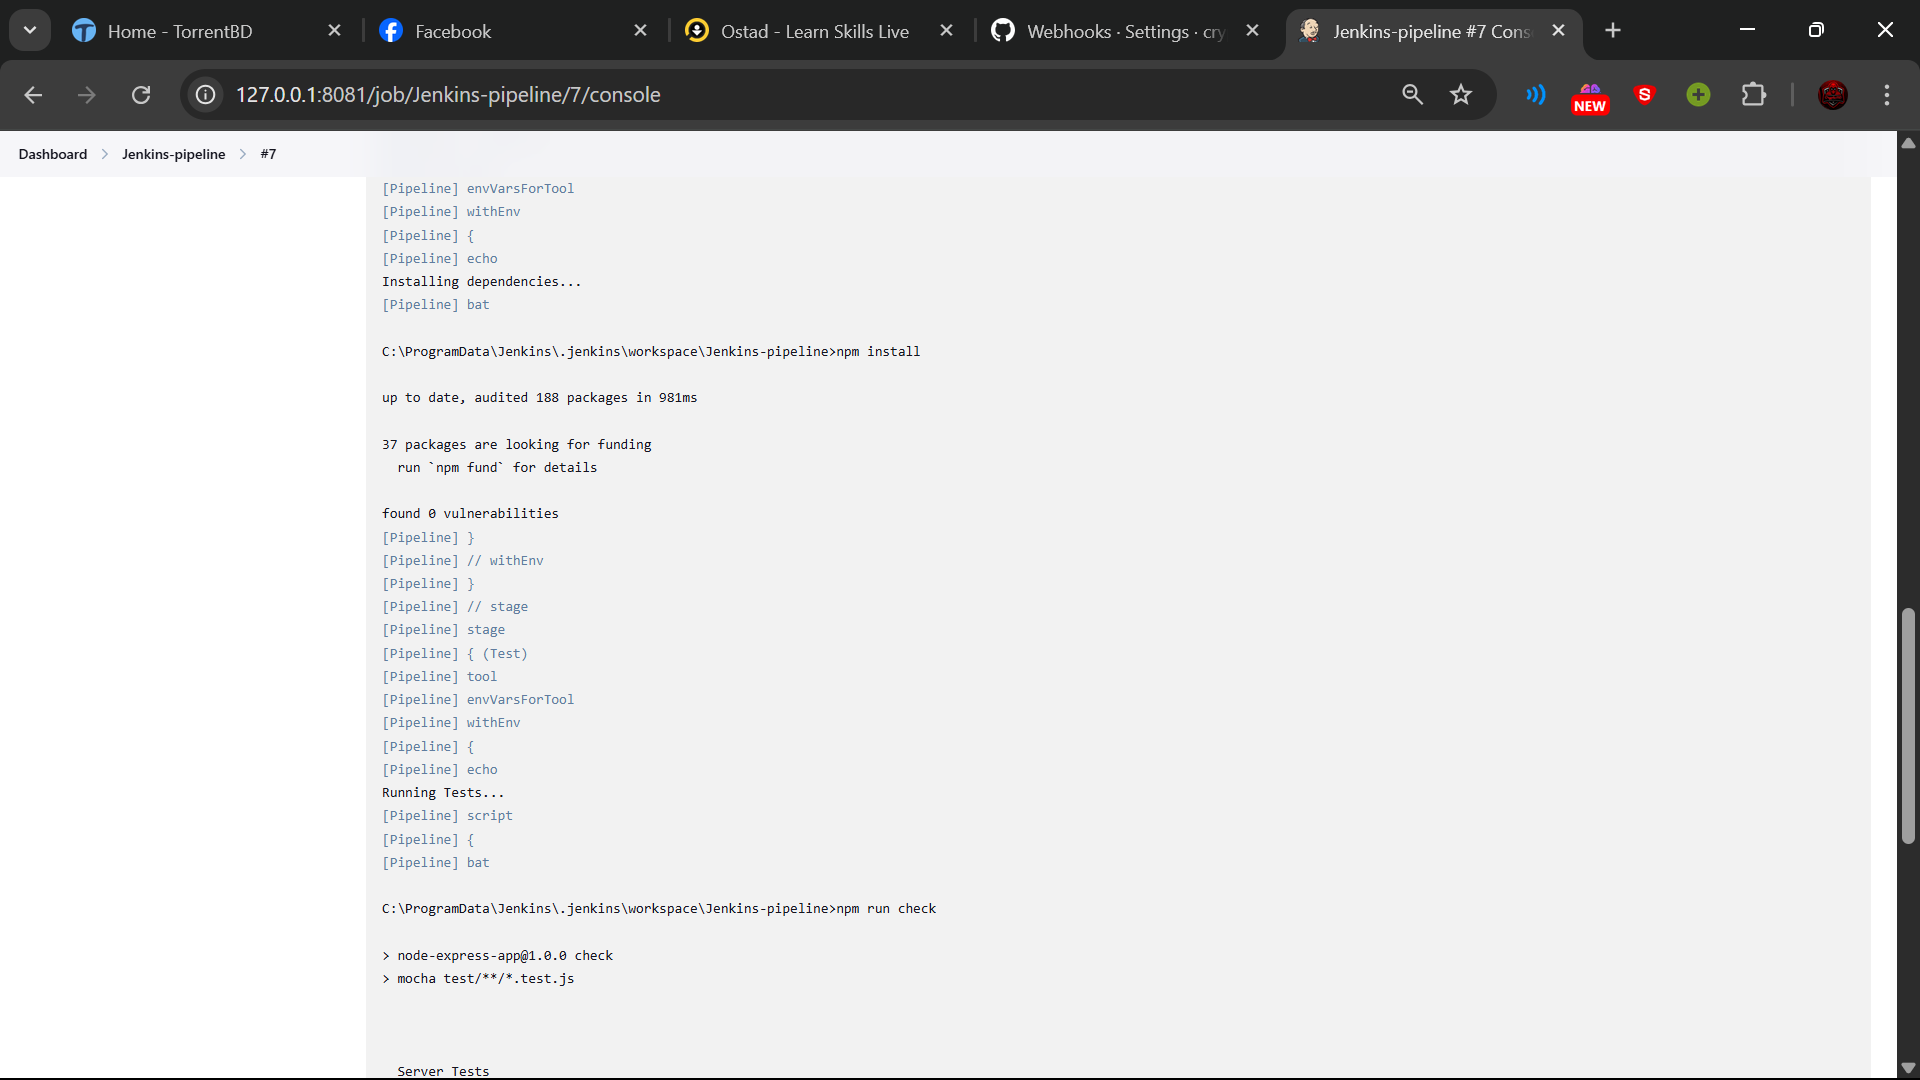 Home - TorrentBD
Facebook
Ostad - Learn Skills Live
Webhooks · Settings · cry
Jenkins-pipeline #7 Cons
127.0.0.1:8081/job/Jenkins-pipeline/7/console
S
NEW
Dashboard
Jenkins-pipeline
#7
[Pipeline] envVarsForTool
[Pipeline] withEnv
[Pipeline] {
[Pipeline] echo
Installing dependencies...
[Pipeline] bat
C:\ProgramData\Jenkins\.jenkins\workspace\Jenkins-pipeline>npm install
up to date, audited 188 packages in 981ms
37 packages are looking for funding
run `npm fund` for details
found 0 vulnerabilities
[Pipeline] }
[Pipeline] // withEnv
[Pipeline] }
[Pipeline] // stage
[Pipeline] stage
[Pipeline] { (Test)
[Pipeline] tool
[Pipeline] envVarsForTool
[Pipeline] withEnv
[Pipeline] {
[Pipeline] echo
Running Tests...
[Pipeline] script
[Pipeline] {
[Pipeline] bat
C:\ProgramData\Jenkins\.jenkins\workspace\Jenkins-pipeline>npm run check
> node-express-app@1.0.0 check
> mocha test/**/*.test.js
Server Tests